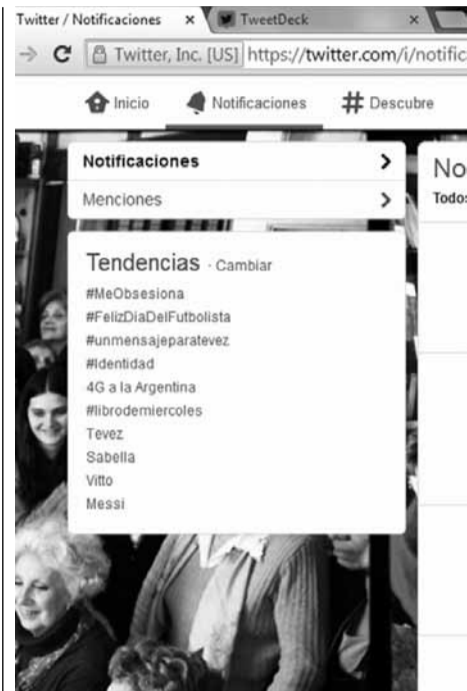 Twitter / Notificaciones
TweetDeck
Twitter, Inc. [US] https://twitter.com/i/notific
Inicio
Notificaciones
Descubre
Notificaciones
Menciones
No
Todos
Tendencias · Cambiar
#MeObsesiona
#FelizDiaDelFutbolista
#unmensajeparatevez
#Identidad
4G a la Argentina
#librodemiercoles
Tevez
Sabella
Vitto
Messi